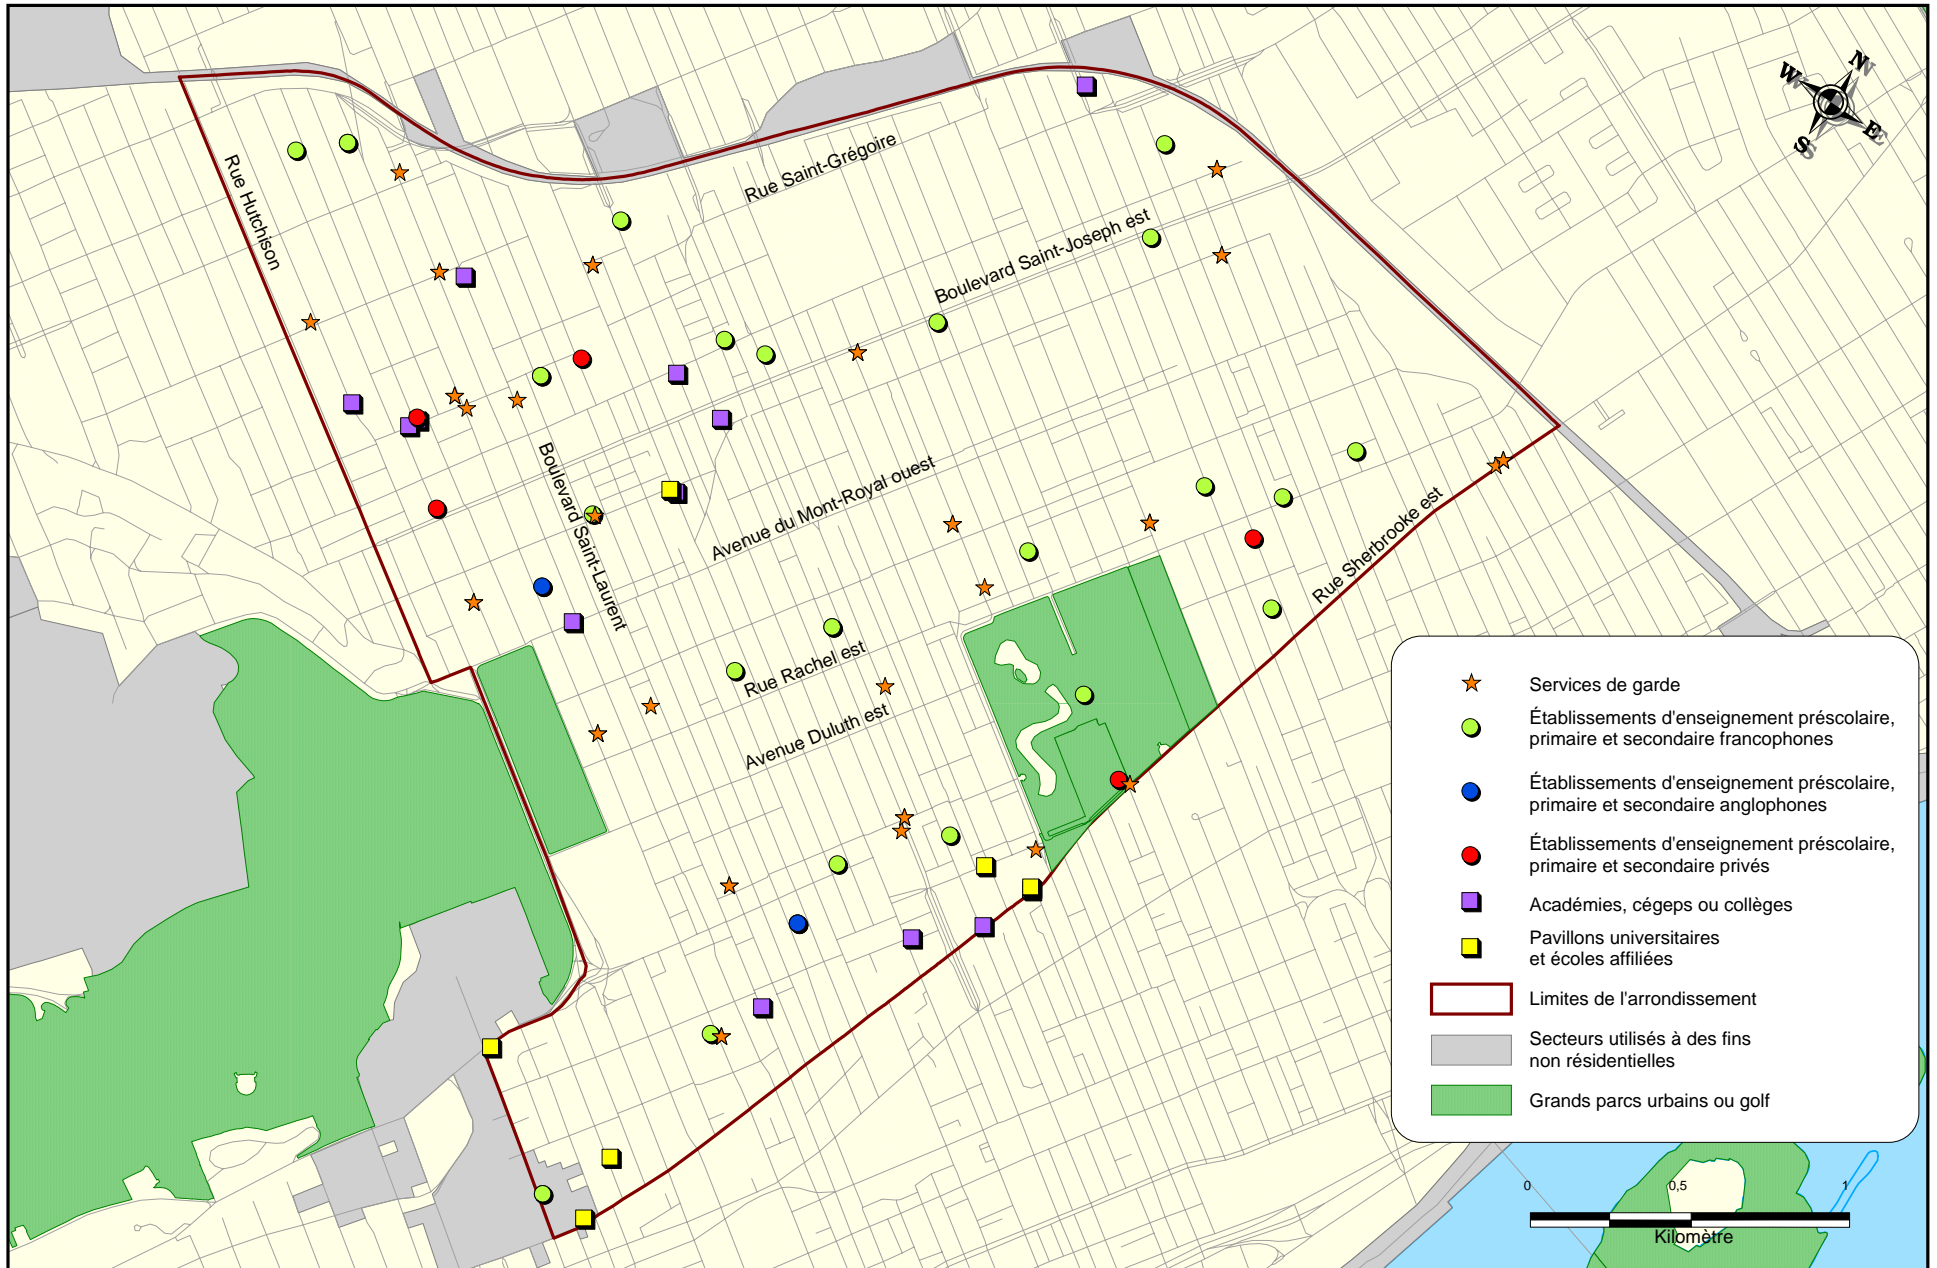 N
W
E
S
Rue Hutchison
Rue Saint-Grégoire
Boulevard Saint-Joseph est
Boulevard Saint-Laurent
Avenue du Mont-Royal ouest
Rue Sherbrooke est
Rue Rachel est
Avenue Duluth est
Services de garde
Établissements d'enseignement préscolaire,
primaire et secondaire francophones
Établissements d'enseignement préscolaire,
primaire et secondaire anglophones
Établissements d'enseignement préscolaire,
primaire et secondaire privés
Académies, cégeps ou collèges
Pavillons universitaires
et écoles affiliées
Limites de l'arrondissement
Secteurs utilisés à des fins
non résidentielles
Grands parcs urbains ou golf
0 0,5 1
Kilomètre